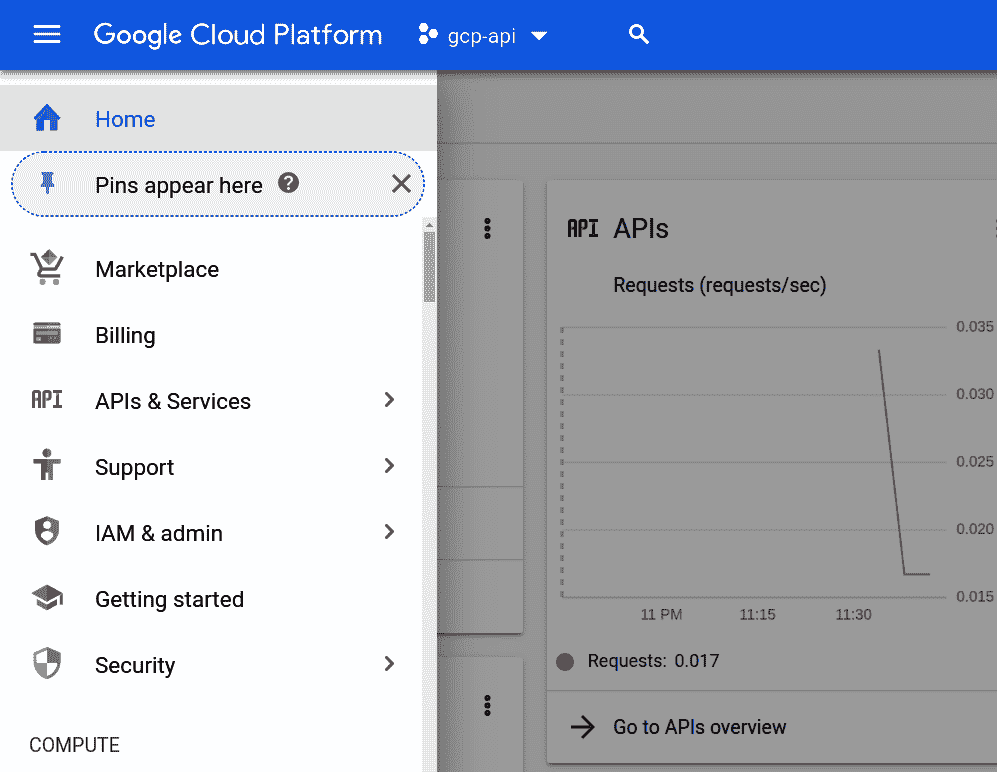 Google Cloud Platform
gcp-api
Home
Pins appear here ?
Marketplace
Billing
API APIs & Services
Support
IAM & admin
Getting started
Security
COMPUTE
API APIs
Requests (requests/sec)
0.035
0.030
0.025
0.020
0.015
11 PM 11:15 11:30
Requests: 0.017
Go to APIs overview